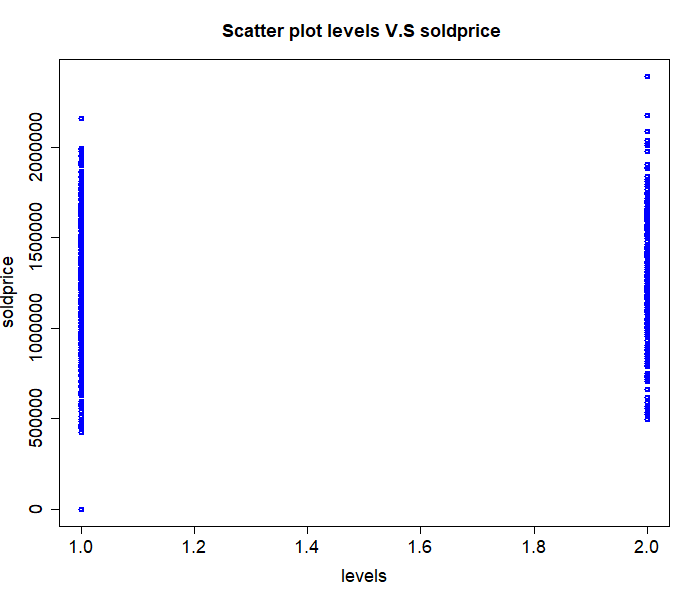 Scatter plot levels V.S soldprice
soldprice
2000000
1500000
1000000
500000
0
1.0 1.2 1.4 1.6 1.8 2.0
levels